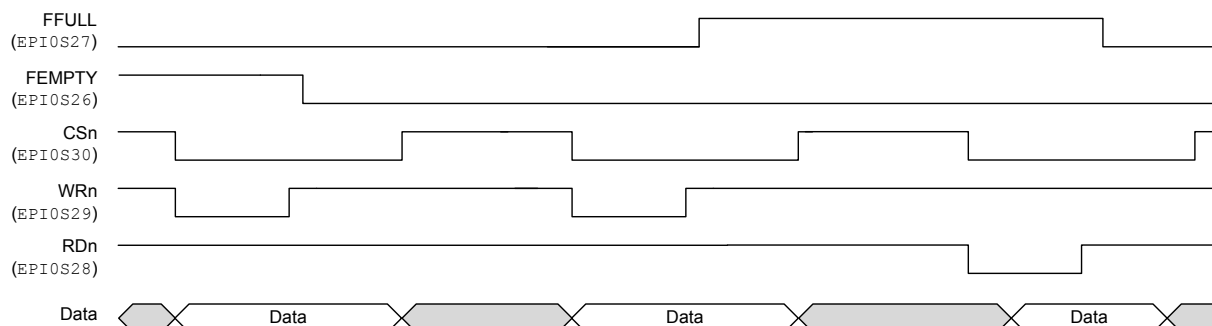 FFULL
(EPI0S27)
FEMPTY
(EPI0S26)
CSn
(EPI0S30)
WRn
(EPI0S29)
RDn
(EPI0S28)
Data Data Data Data